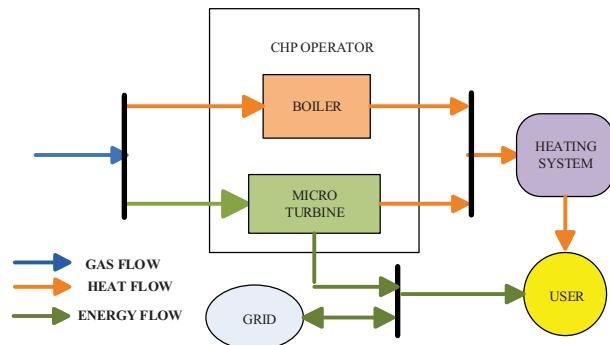 CHP OPERATOR
BOILER
HEATING
SYSTEM
MICRO
TURBINE
GAS FLOW
HEAT FLOW
ENERGY FLOW
GRID
USER